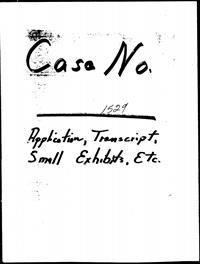 Case No.
1529
Application, Transcript,
Small Exhibits, Etc.